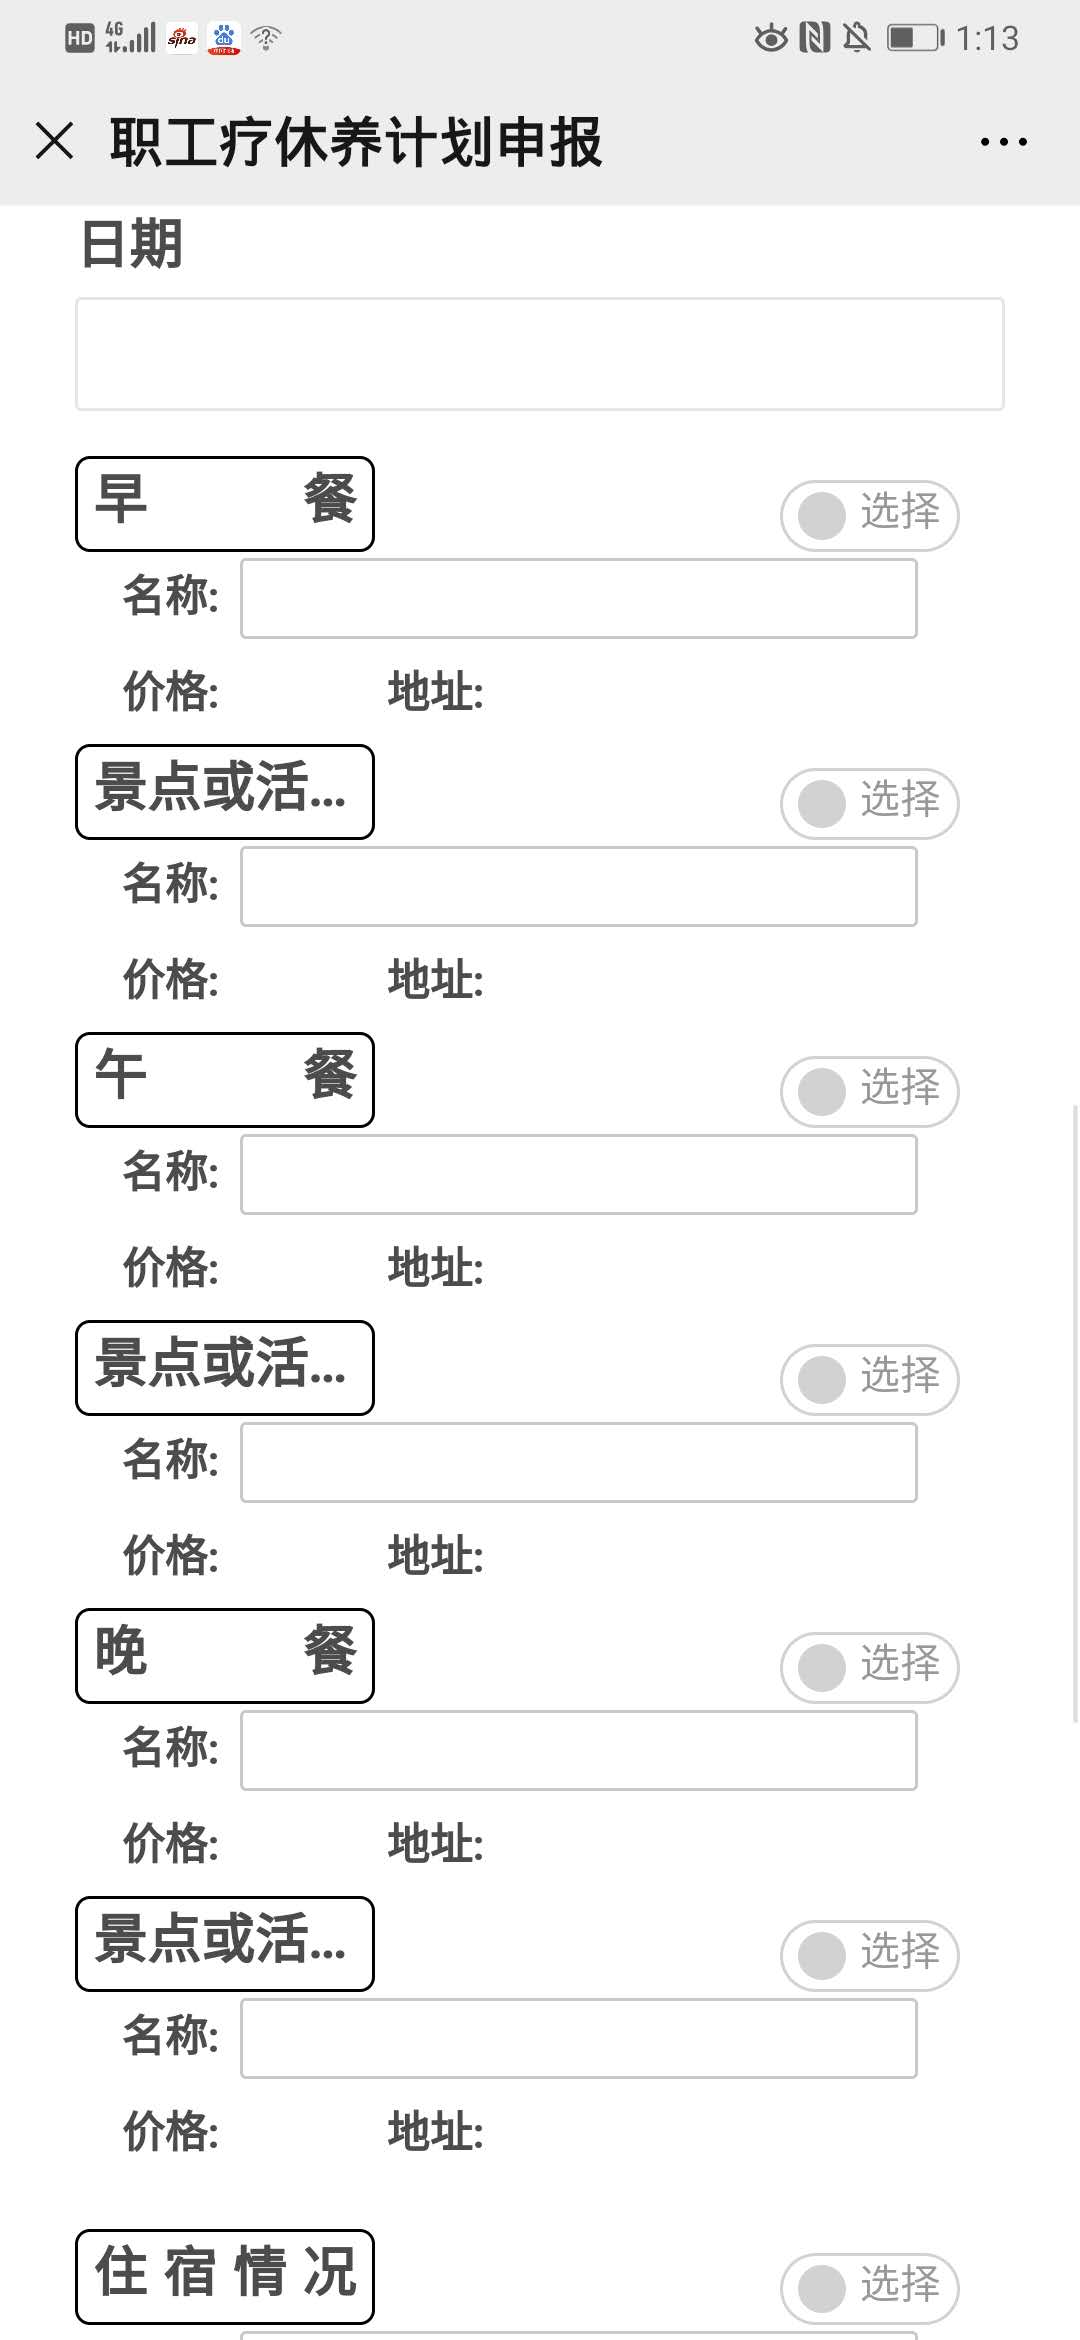 HD 4G sina du 1:13
职工疗休养计划申报
日期
早 餐 选择
名称:
价格: 地址:
景点或活... 选择
名称:
价格: 地址:
午 餐 选择
名称:
价格: 地址:
景点或活... 选择
名称:
价格: 地址:
晚 餐 选择
名称:
价格: 地址:
景点或活... 选择
名称:
价格: 地址:
住宿情况 选择